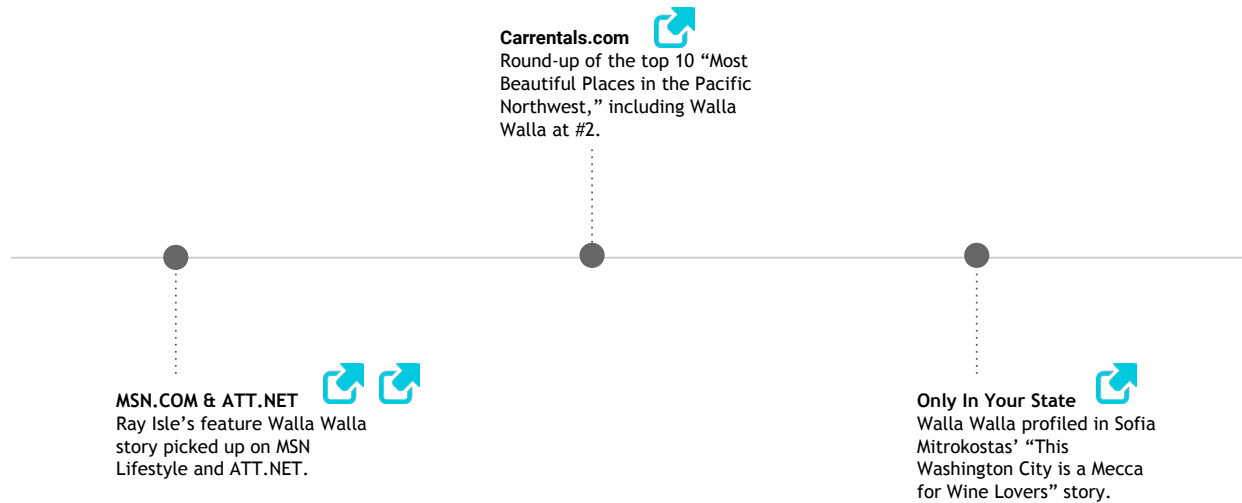 Carrentals.com
Round-up of the top 10 “Most
Beautiful Places in the Pacific
Northwest,” including Walla
Walla at #2.
MSN.COM & ATT.NET
Ray Isle’s feature Walla Walla
story picked up on MSN
Lifestyle and ATT.NET.
Only In Your State
Walla Walla profiled in Sofia
Mitrokostas’ “This
Washington City is a Mecca
for Wine Lovers” story.